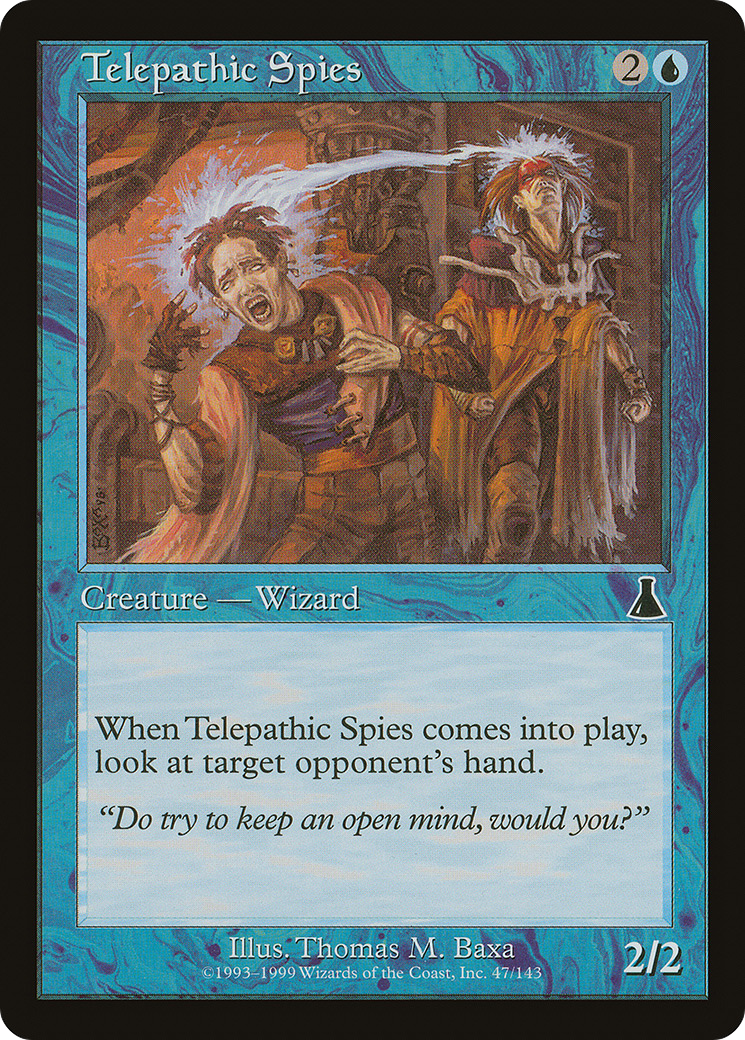 Telepathic Spies 2
Creature — Wizard
When Telepathic Spies comes into play,
look at target opponent's hand.
“Do try to keep an open mind, would you?”
Illus. Thomas M. Baxa
©1993–1999 Wizards of the Coast, Inc. 47/143
2/2